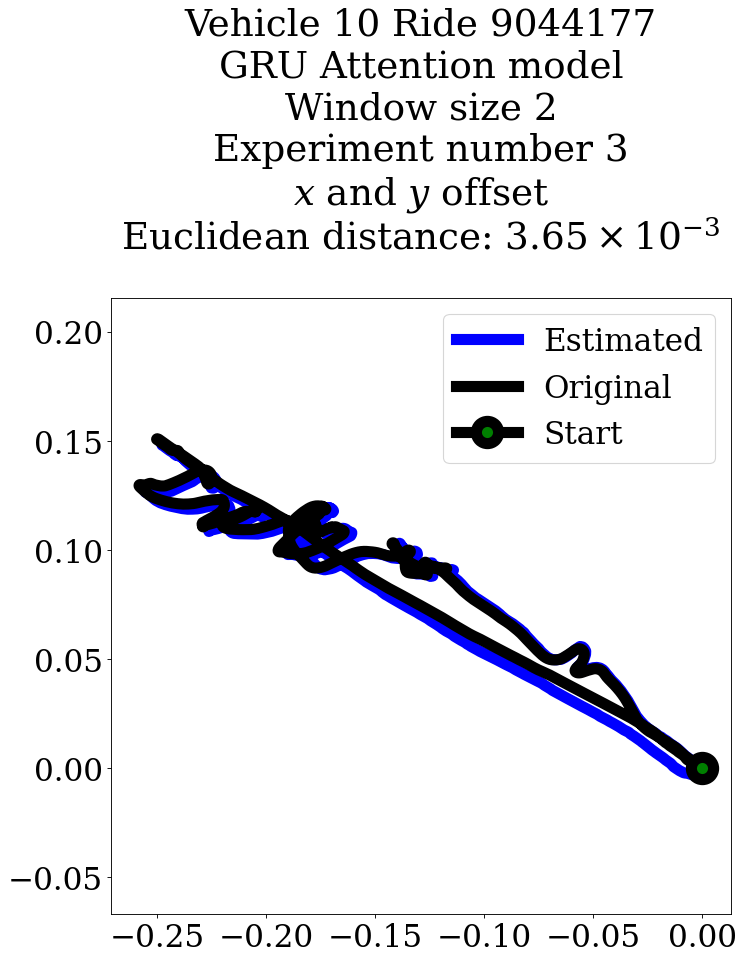 Vehicle 10 Ride 9044177
GRU Attention model
Window size 2
Experiment number 3
x and y offset
Euclidean distance: 3.65 × 10⁻³
Estimated
Original
Start
0.20
0.15
0.10
0.05
0.00
−0.05
−0.25 −0.20 −0.15 −0.10 −0.05 0.00